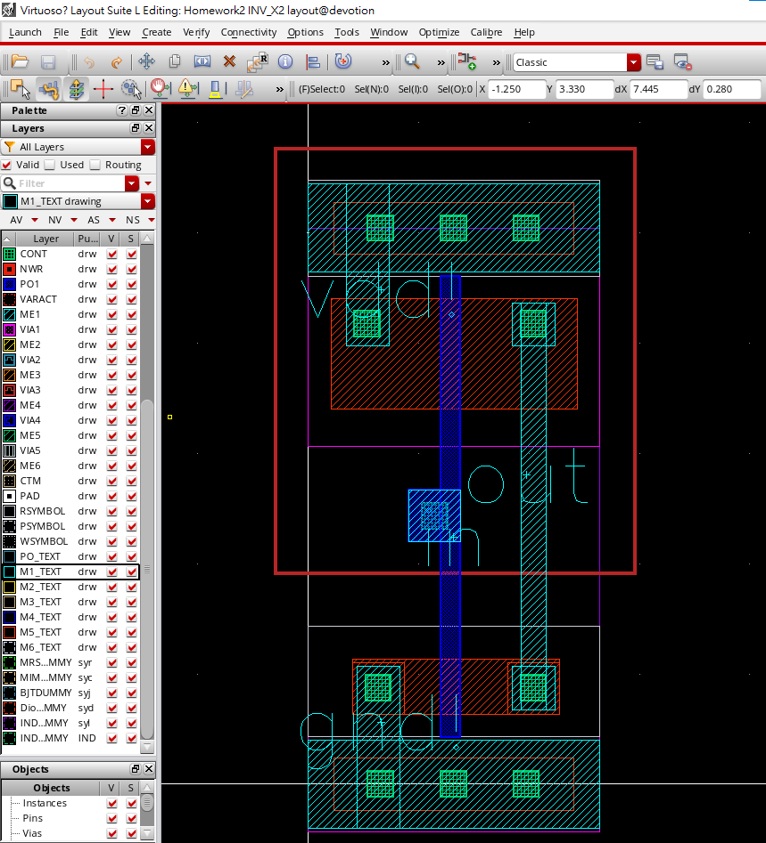 Virtuoso? Layout Suite L Editing: Homework2 INV_X2 layout@devotion
Launch File Edit View Create Verify Connectivity Options Tools Window Optimize Calibre Help
» » » Classic
» (F)Select:0 Sel(N):0 Sel(I):0 Sel(O):0 X -1.250 Y 3.330 dX 7.445 dY 0.280
Palette
Layers
All Layers
Valid Used Routing
Filter
M1_TEXT drawing
AV NV AS NS
Layer Pu... V S
CONT drw
NWR drw
PO1 drw
VARACT drw
ME1 drw
VIA1 drw
ME2 drw
VIA2 drw
ME3 drw
VIA3 drw
ME4 drw
VIA4 drw
ME5 drw
VIA5 drw
ME6 drw
CTM drw
PAD drw
RSYMBOL drw
PSYMBOL drw
WSYMBOL drw
PO_TEXT drw
M1_TEXT drw
M2_TEXT drw
M3_TEXT drw
M4_TEXT drw
M5_TEXT drw
M6_TEXT drw
MRS...MMY syr
MIM...MMY syc
BJTDUMMY syj
Dio...MMY syd
IND...MMY syl
IND...MMY IND
Objects
Objects V S
Instances
Pins
Vias
vdd!
out
in
gnd!